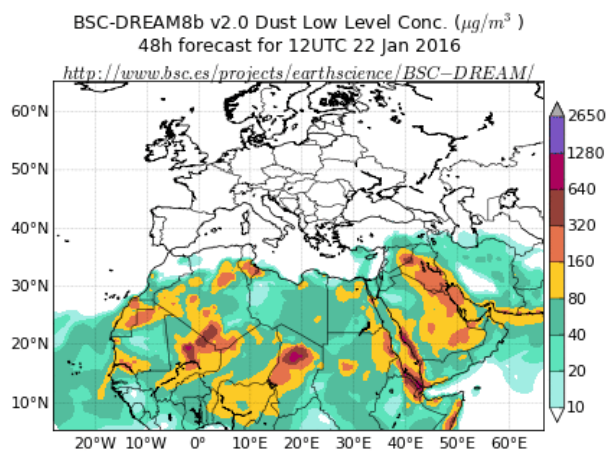 BSC-DREAM8b v2.0 Dust Low Level Conc. (μg/m³ )
48h forecast for 12UTC 22 Jan 2016
http://www.bsc.es/projects/earthscience/BSC−DREAM/
60°N
50°N
40°N
30°N
20°N
10°N
20°W 10°W 0° 10°E 20°E 30°E 40°E 50°E 60°E
2650
1280
640
320
160
80
40
20
10